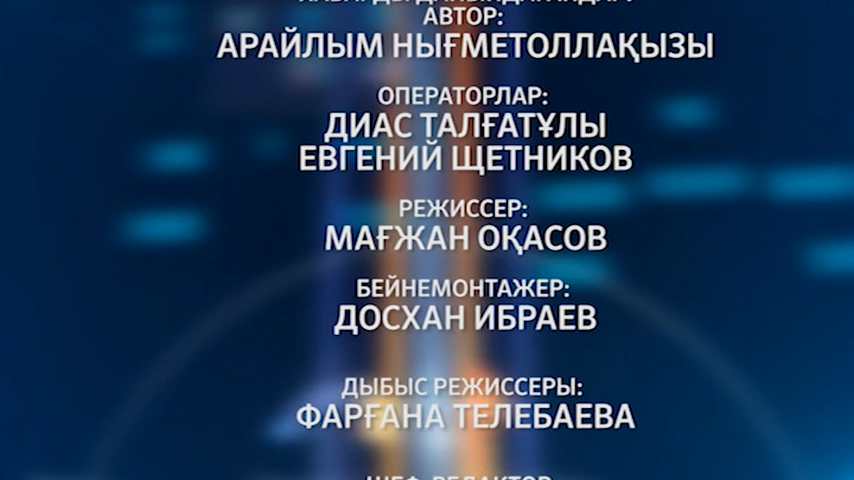 АВТОР:
АРАЙЛЫМ НЫҒМЕТОЛЛАҚЫЗЫ
ОПЕРАТОРЛАР:
ДИАС ТАЛҒАТҰЛЫ
ЕВГЕНИЙ ЩЕТНИКОВ
РЕЖИССЕР:
МАҒЖАН ОҚАСОВ
БЕЙНЕМОНТАЖЕР:
ДОСХАН ИБРАЕВ
ДЫБЫС РЕЖИССЕРЫ:
ФАРҒАНА ТЕЛЕБАЕВА